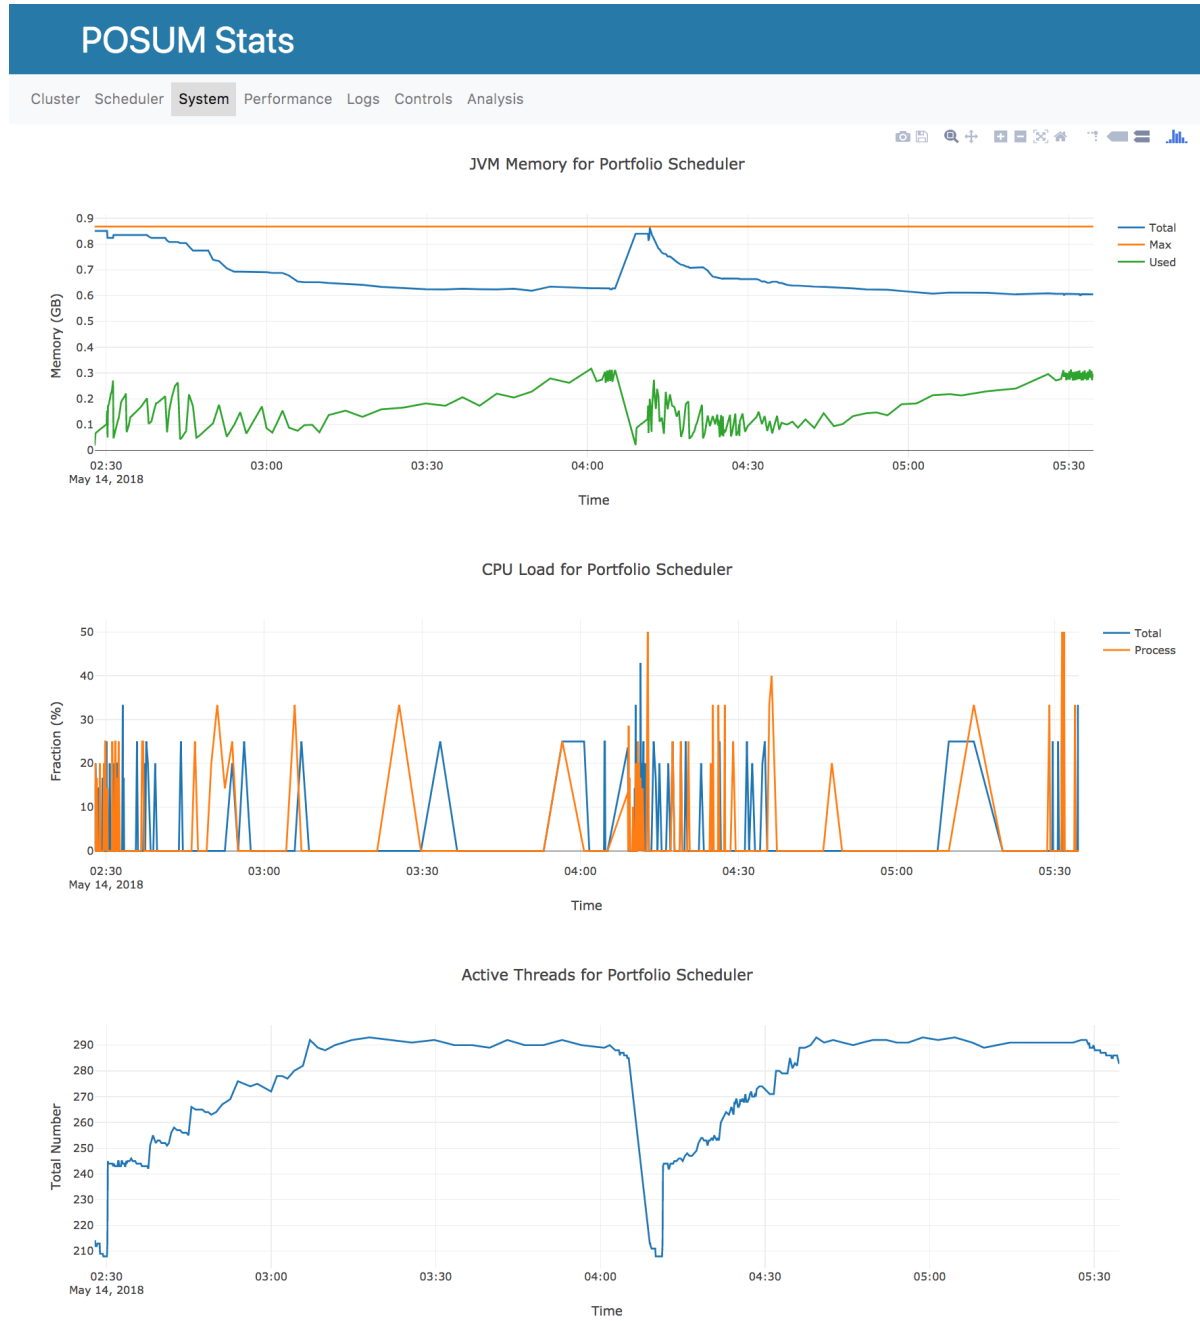 POSUM Stats
Cluster Scheduler System Performance Logs Controls Analysis
JVM Memory for Portfolio Scheduler
0.9
0.8
0.7
0.6
0.5
0.4
0.3
0.2
0.1
0
Memory (GB)
Total
Max
Used
02:30 03:00 03:30 04:00 04:30 05:00 05:30
May 14, 2018
Time
CPU Load for Portfolio Scheduler
50
40
30
20
10
0
Fraction (%)
Total
Process
02:30 03:00 03:30 04:00 04:30 05:00 05:30
May 14, 2018
Time
Active Threads for Portfolio Scheduler
290
280
270
260
250
240
230
220
210
Total Number
02:30 03:00 03:30 04:00 04:30 05:00 05:30
May 14, 2018
Time